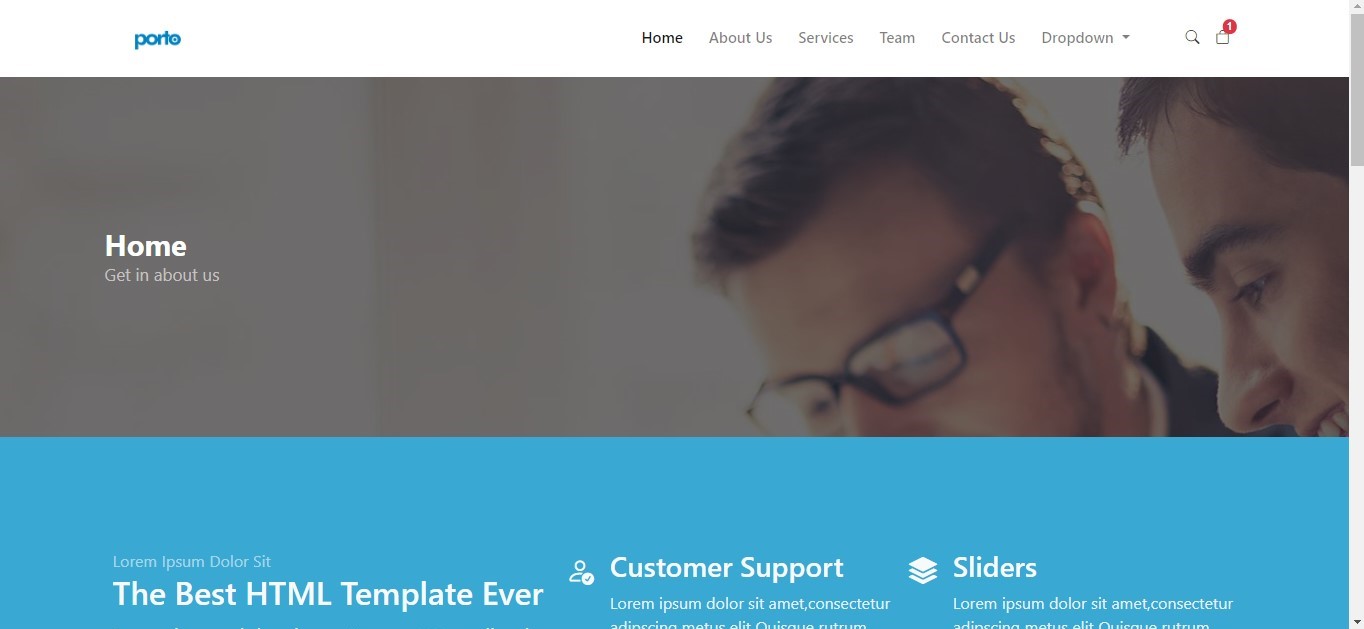 porto
Home
About Us
Services
Team
Contact Us
Dropdown
1
Home
Get in about us
Lorem Ipsum Dolor Sit
The Best HTML Template Ever
Customer Support
Lorem ipsum dolor sit amet,consectetur
adipscing metus elit Quisque rutrum
Sliders
Lorem ipsum dolor sit amet,consectetur
adipscing metus elit Quisque rutrum